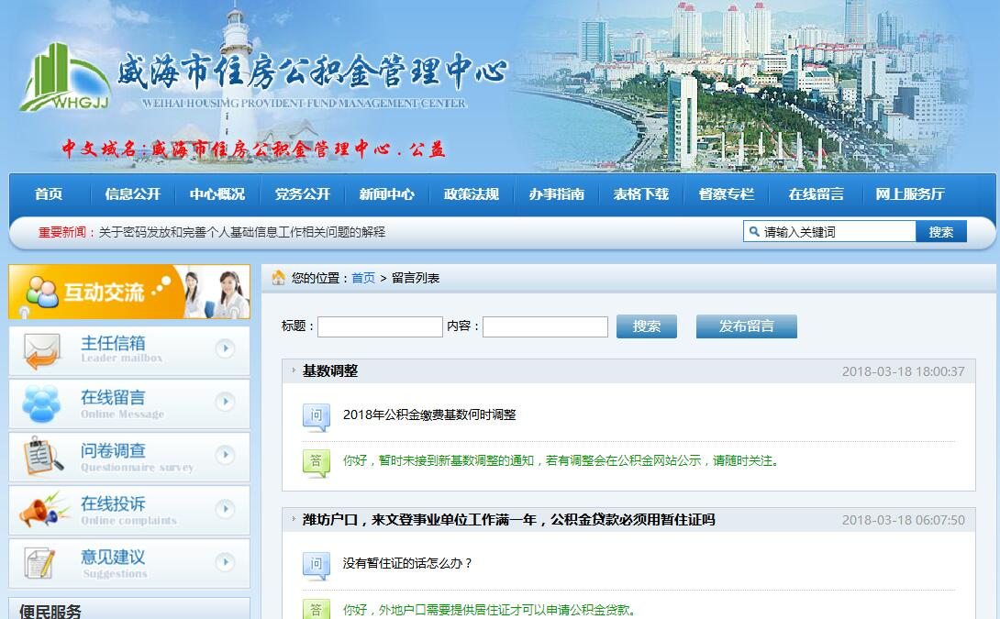 威海市住房公积金管理中心
WHGJJ
WEIHAI HOUSIMG PROVIDENT FUND MANAGEMENT CENTER
中文域名:威海市住房公积金管理中心.公益
首页 信息公开 中心概况 党务公开 新闻中心 政策法规 办事指南 表格下载 督察专栏 在线留言 网上服务厅
重要新闻：关于密码发放和完善个人基础信息工作相关问题的解释 请输入关键词 搜索
互动交流
主任信箱
Leader mailbox
在线留言
Online Message
问卷调查
Questionnaire survey
在线投诉
Online complaints
意见建议
Suggestions
便民服务
您的位置：首页 > 留言列表
标题： 内容： 搜索 发布留言
基数调整 2018-03-18 18:00:37
问 2018年公积金缴费基数何时调整
答 你好，暂时未接到新基数调整的通知，若有调整会在公积金网站公示，请随时关注。
潍坊户口，来文登事业单位工作满一年，公积金贷款必须用暂住证吗 2018-03-18 06:07:50
问 没有暂住证的话怎么办？
答 你好，外地户口需要提供居住证才可以申请公积金贷款。